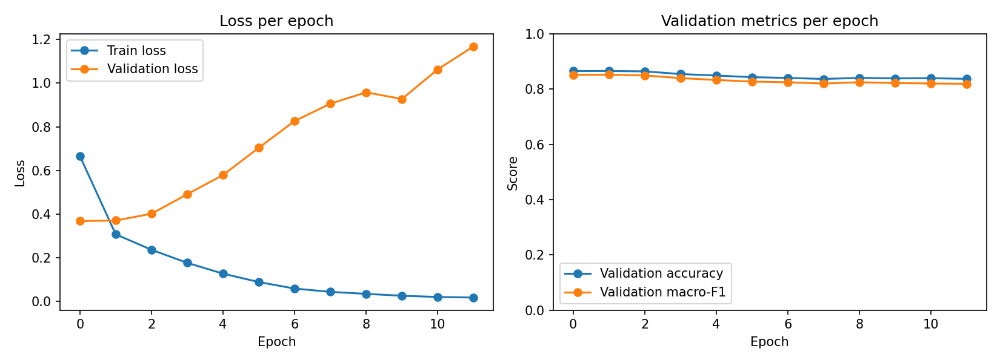 Loss per epoch
Train loss
Validation loss
1.2
1.0
0.8
0.6
0.4
0.2
0.0
Loss
0 2 4 6 8 10
Epoch
Validation metrics per epoch
1.0
0.8
0.6
0.4
0.2
0.0
Score
Validation accuracy
Validation macro-F1
0 2 4 6 8 10
Epoch